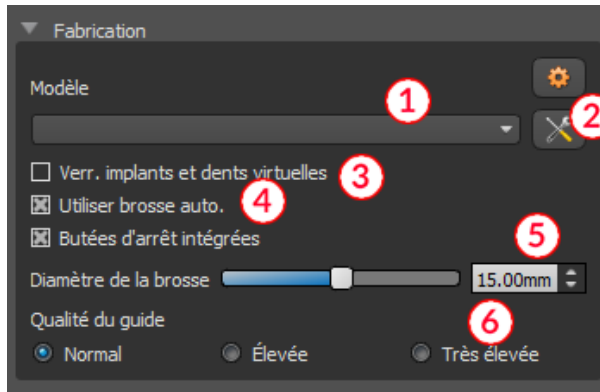 Fabrication
Modèle
1
2
Verr. implants et dents virtuelles 3
Utiliser brosse auto. 4
Butées d'arrêt intégrées
5
Diamètre de la brosse 15.00mm
Qualité du guide 6
Normal Élevée Très élevée